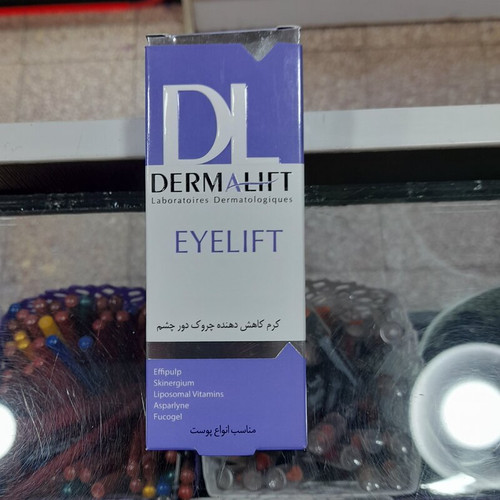 DL
DERMALIFT
Laboratoires Dermatologiques
EYELIFT
کرم کاهش دهنده چروک دور چشم
Effipulp
Skinergium
Liposomal Vitamins
Asparlyne
Fucogel
مناسب انواع پوست